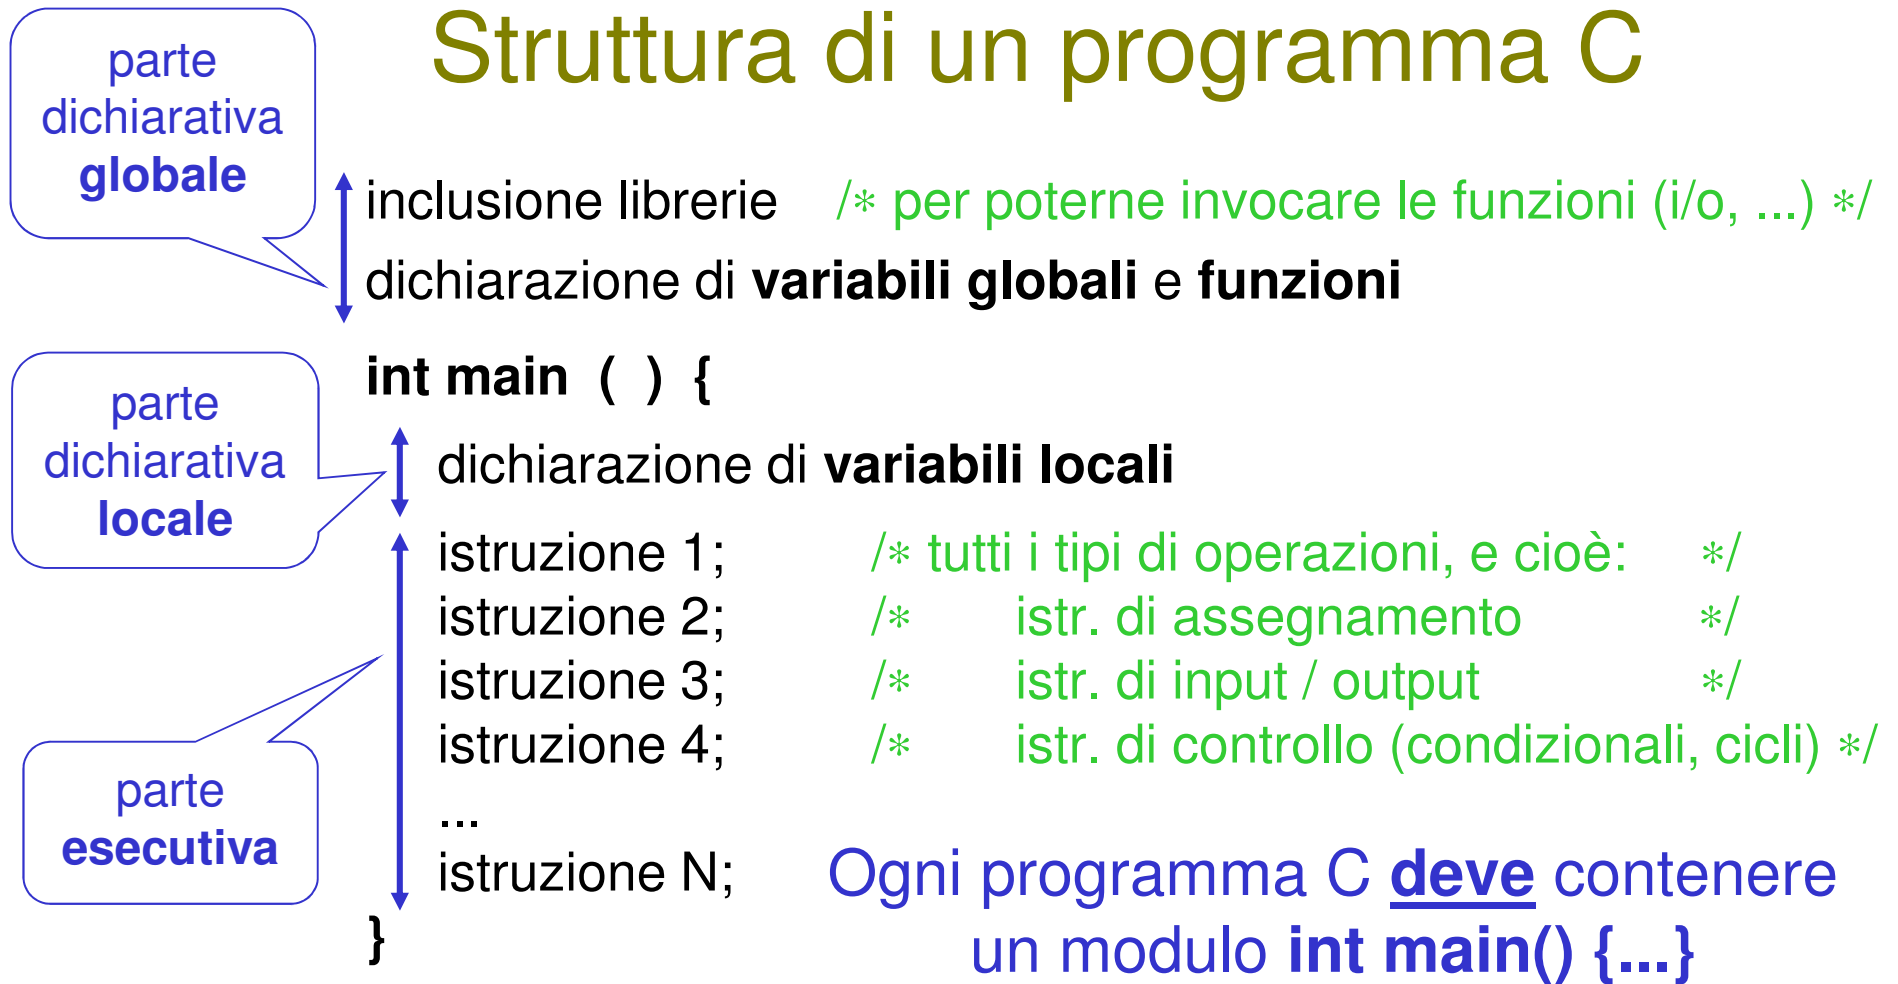 Struttura di un programma C
parte
dichiarativa
globale
inclusione librerie /* per poterne invocare le funzioni (i/o, ...) */
dichiarazione di variabili globali e funzioni
int main ( ) {
parte
dichiarativa
locale
dichiarazione di variabili locali
istruzione 1; /* tutti i tipi di operazioni, e cioè: */
istruzione 2; /* istr. di assegnamento */
istruzione 3; /* istr. di input / output */
istruzione 4; /* istr. di controllo (condizionali, cicli) */
...
istruzione N;
}
parte
esecutiva
Ogni programma C deve contenere
un modulo int main() {...}